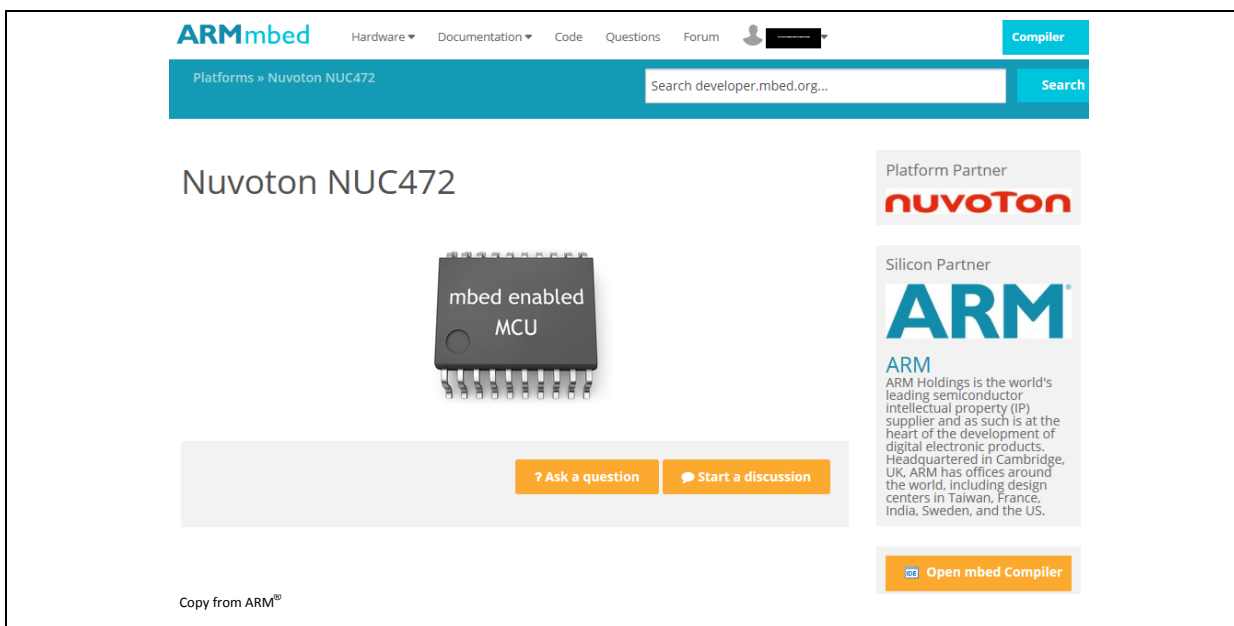 ARMmbed Hardware Documentation Code Questions Forum Compiler
Platforms » Nuvoton NUC472 Search developer.mbed.org... Search
Nuvoton NUC472
mbed enabled
MCU
? Ask a question Start a discussion
Platform Partner
nuvoTon
Silicon Partner
ARM®
ARM
ARM Holdings is the world's
leading semiconductor
intellectual property (IP)
supplier and as such is at the
heart of the development of
digital electronic products.
Headquartered in Cambridge,
UK, ARM has offices around
the world, including design
centers in Taiwan, France,
India, Sweden, and the US.
IDE Open mbed Compiler
Copy from ARM®